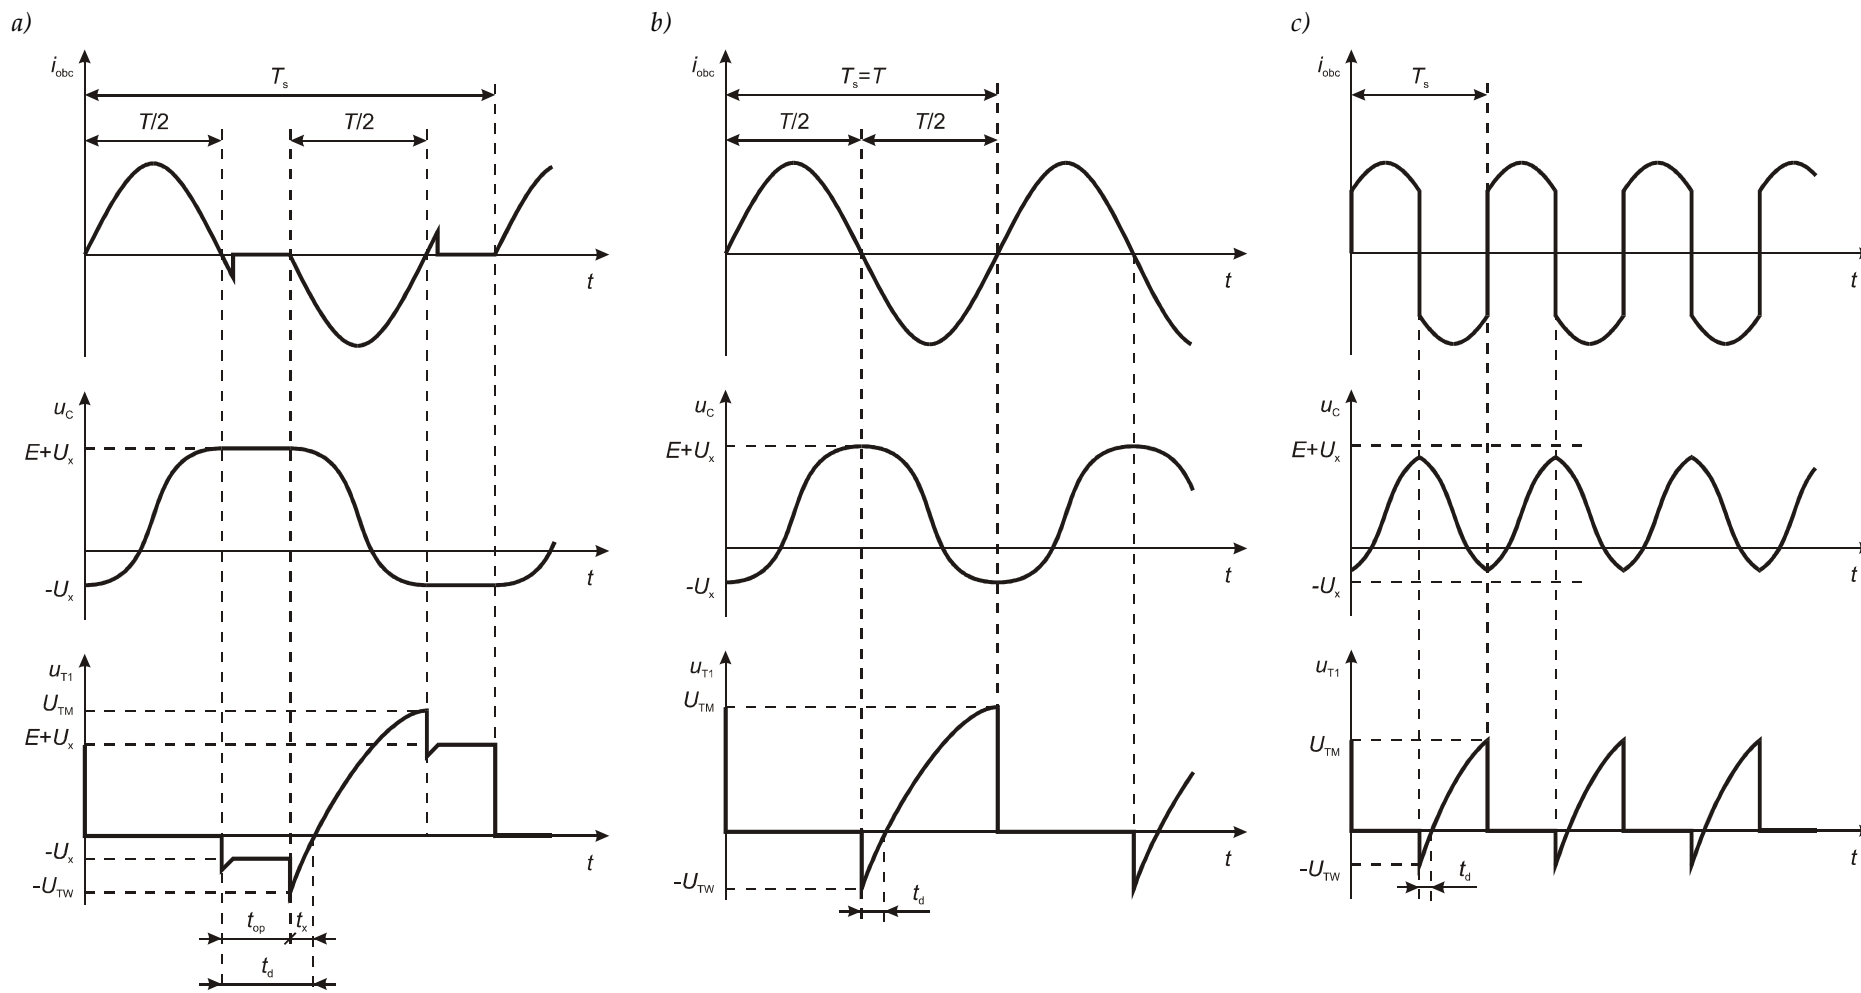 a)
i_obc
T_s
T/2
T/2
t
u_C
E+U_x
-U_x
t
u_T1
U_TM
E+U_x
-U_x
-U_TW
t
t_op
t_x
t_d
b)
i_obc
T_s=T
T/2
T/2
t
u_C
E+U_x
-U_x
t
u_T1
U_TM
-U_TW
t
t_d
c)
i_obc
T_s
t
u_C
E+U_x
-U_x
t
u_T1
U_TM
-U_TW
t
t_d